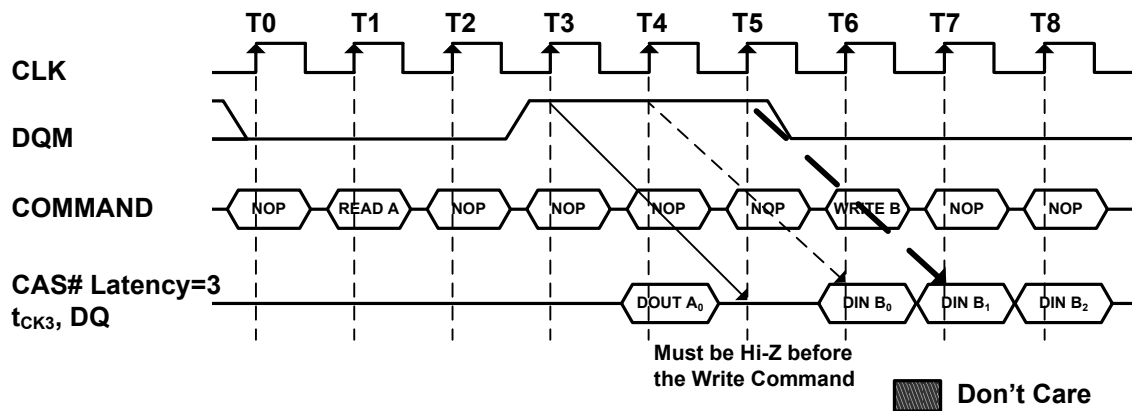 T0 T1 T2 T3 T4 T5 T6 T7 T8
CLK
DQM
COMMAND NOP READ A NOP NOP NOP NOP WRITE B NOP NOP
CAS# Latency=3
tCK3, DQ DOUT A0 DIN B0 DIN B1 DIN B2
Must be Hi-Z before
the Write Command
Don't Care